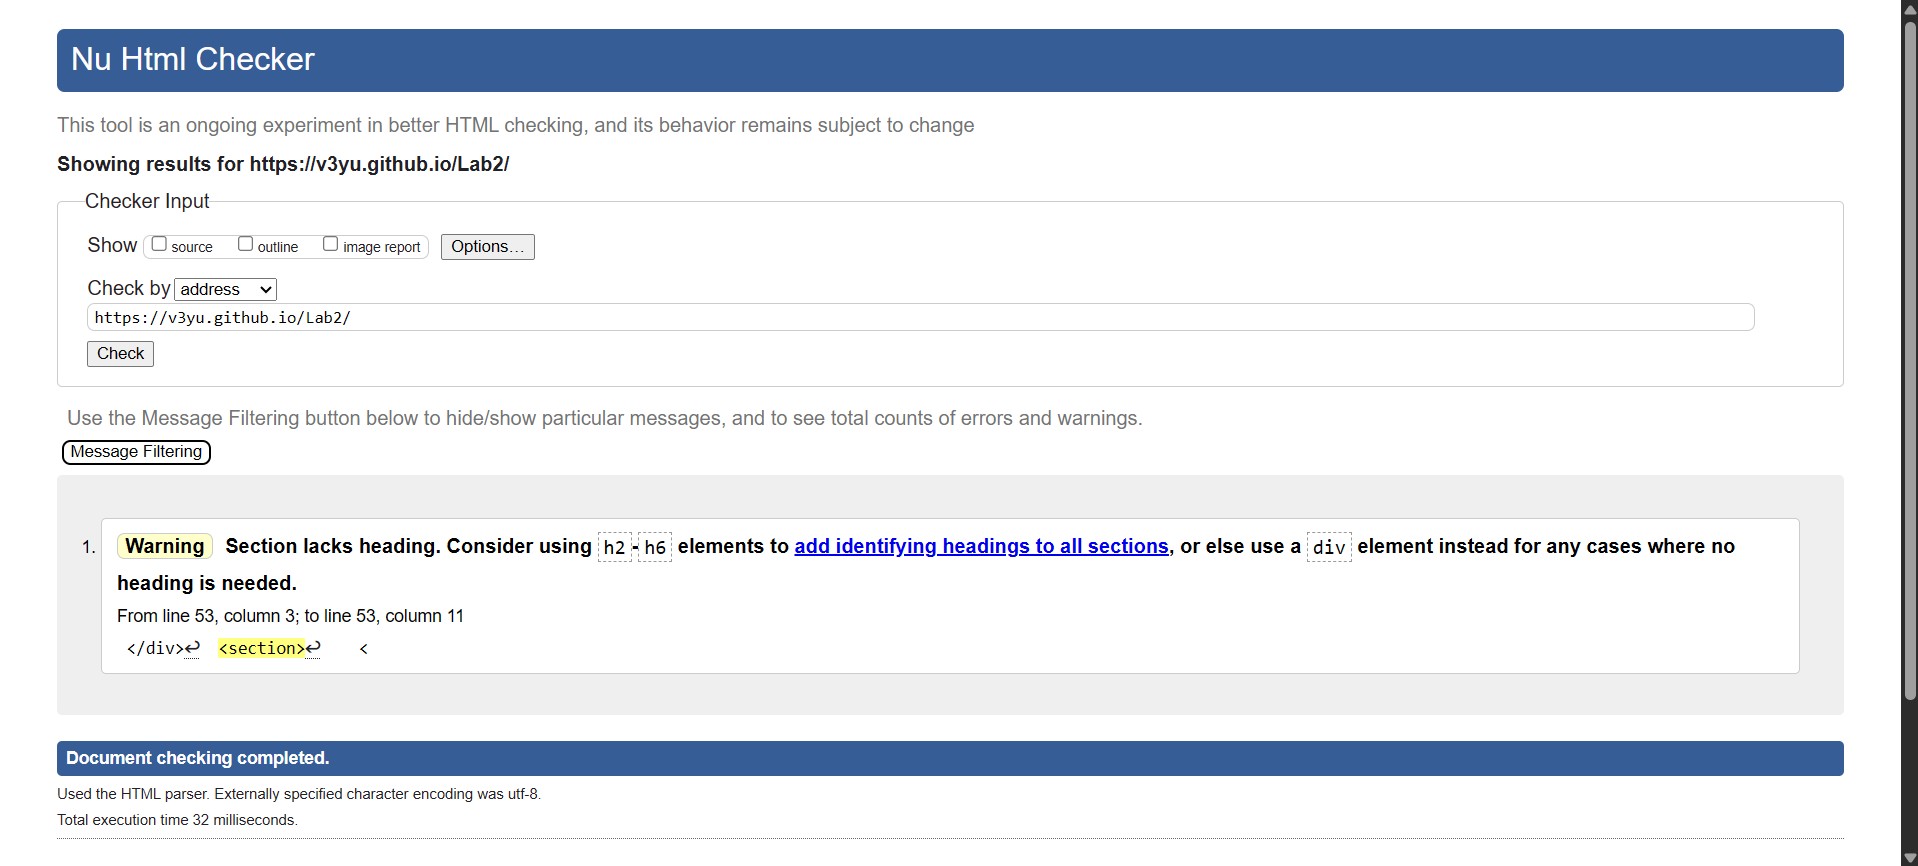 Nu Html Checker
This tool is an ongoing experiment in better HTML checking, and its behavior remains subject to change
Showing results for https://v3yu.github.io/Lab2/
Checker Input
Show source outline image report Options...
Check by address
https://v3yu.github.io/Lab2/
Check
Use the Message Filtering button below to hide/show particular messages, and to see total counts of errors and warnings.
Message Filtering
1. Warning Section lacks heading. Consider using h2-h6 elements to add identifying headings to all sections, or else use a div element instead for any cases where no
heading is needed.
From line 53, column 3; to line 53, column 11
</div>↩ <section>↩ <
Document checking completed.
Used the HTML parser. Externally specified character encoding was utf-8.
Total execution time 32 milliseconds.